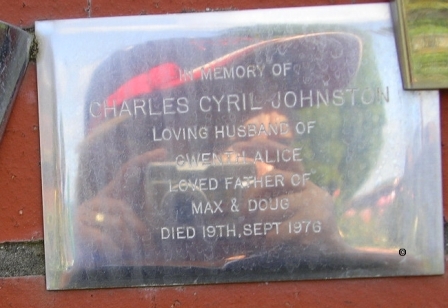 IN MEMORY OF
CHARLES CYRIL JOHNSTON
LOVING HUSBAND OF
GWENTH ALICE
LOVED FATHER OF
MAX & DOUG
DIED 19TH, SEPT 1976